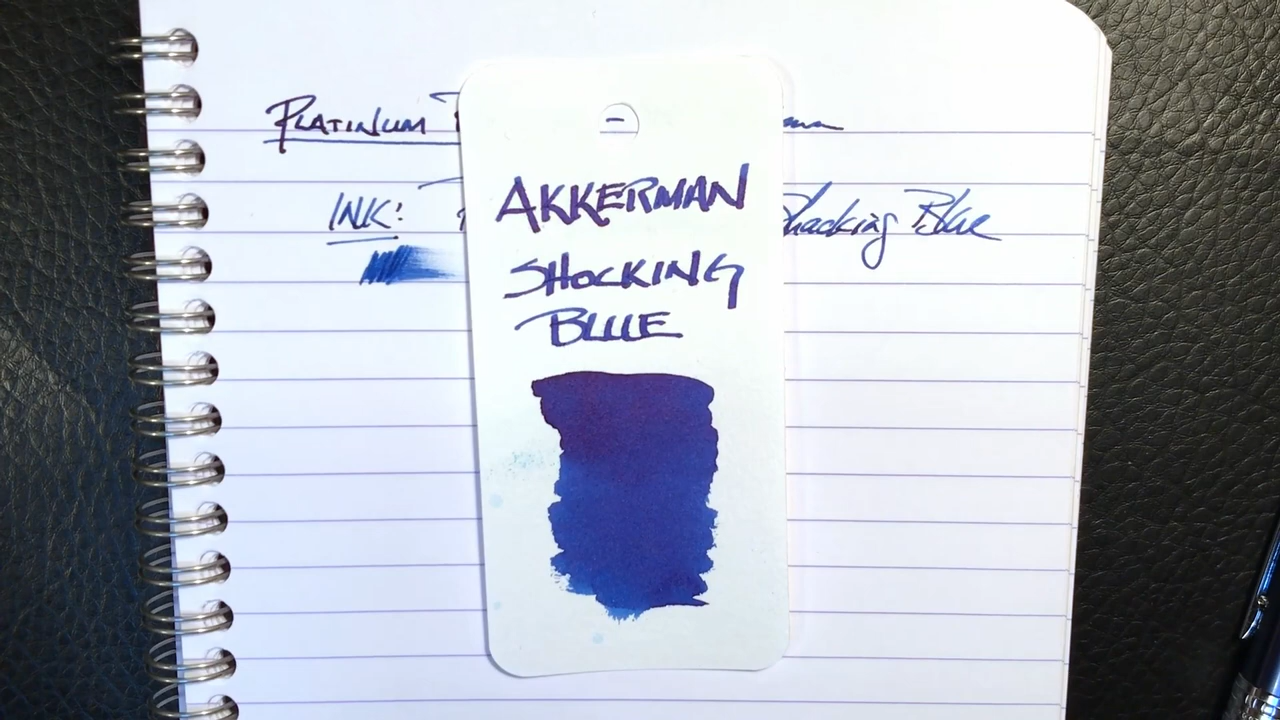 PLATINUM
INK: Shocking Blue
AKKERMAN
SHOCKING
BLUE